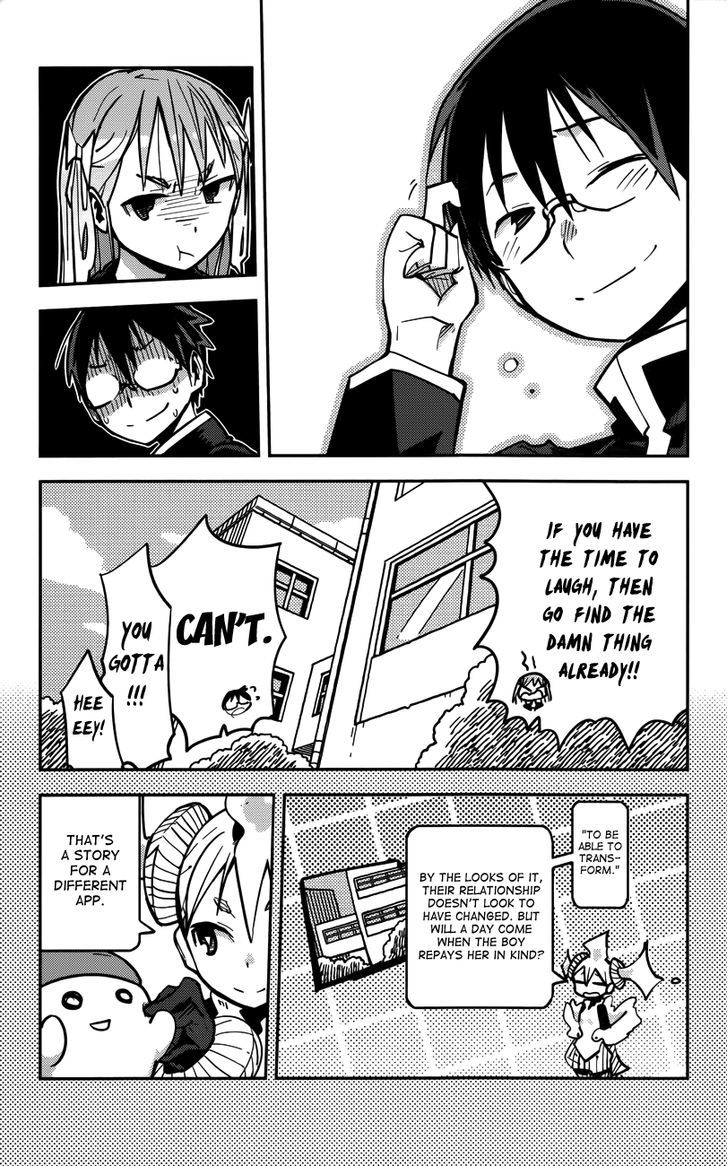 IF YOU HAVE
THE TIME TO
LAUGH, THEN
GO FIND THE
DAMN THING
ALREADY!!
CAN'T.
YOU
GOTTA
!!!
HEE
EEY!
"TO BE
ABLE TO
TRANS-
FORM."
BY THE LOOKS OF IT,
THEIR RELATIONSHIP
DOESN'T LOOK TO
HAVE CHANGED. BUT
WILL A DAY COME
WHEN THE BOY
REPAYS HER IN KIND?
THAT'S
A STORY
FOR A
DIFFERENT
APP.